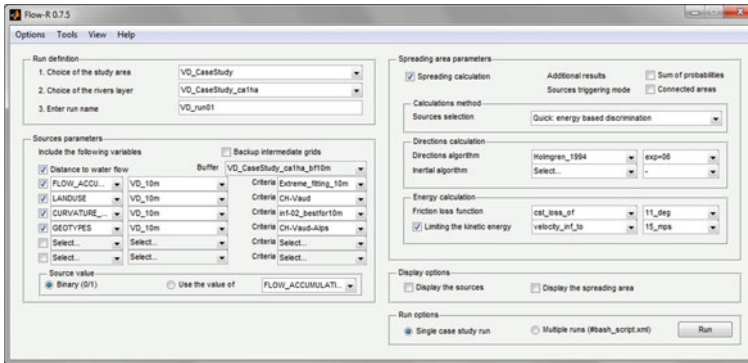 Flow-R 0.7.5
Options Tools View Help
Run definition
1. Choice of the study area VD_CaseStudy
2. Choice of the rivers layer VD_CaseStudy_ca1ha
3. Enter run name VD_run01
Sources parameters
Include the following variables Backup intermediate grids
Distance to water flow Buffer VD_CaseStudy_ca1ha_bf10m
FLOW_ACCU... VD_10m Criteria Extreme_fitting_10m
LANDUSE VD_10m Criteria CH-Vaud
CURVATURE_... VD_10m Criteria inf-02_bestfor10m
GEOTYPES VD_10m Criteria CH-Vaud-Alps
Select... Select... Criteria Select...
Select... Select... Criteria Select...
Source value
Binary (0/1) Use the value of FLOW_ACCUMULATI...
Spreading area parameters
Spreading calculation Additional results Sum of probabilities
Sources triggering mode Connected areas
Calculations method
Sources selection Quick: energy based discrimination
Directions calculation
Directions algorithm Holmgren_1994 exp=06
Inertial algorithm Select... -
Energy calculation
Friction loss function cst_loss_of 11_deg
Limiting the kinetic energy velocity_inf_to 15_mps
Display options
Display the sources Display the spreading area
Run options
Single case study run Multiple runs (#bash_script.xml) Run